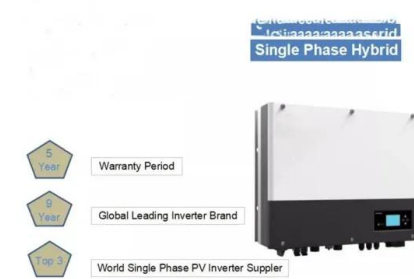 Single Phase Hybrid
5
Year
Warranty Period
9
Year
Global Leading Inverter Brand
Top 3
World Single Phase PV Inverter Suppler